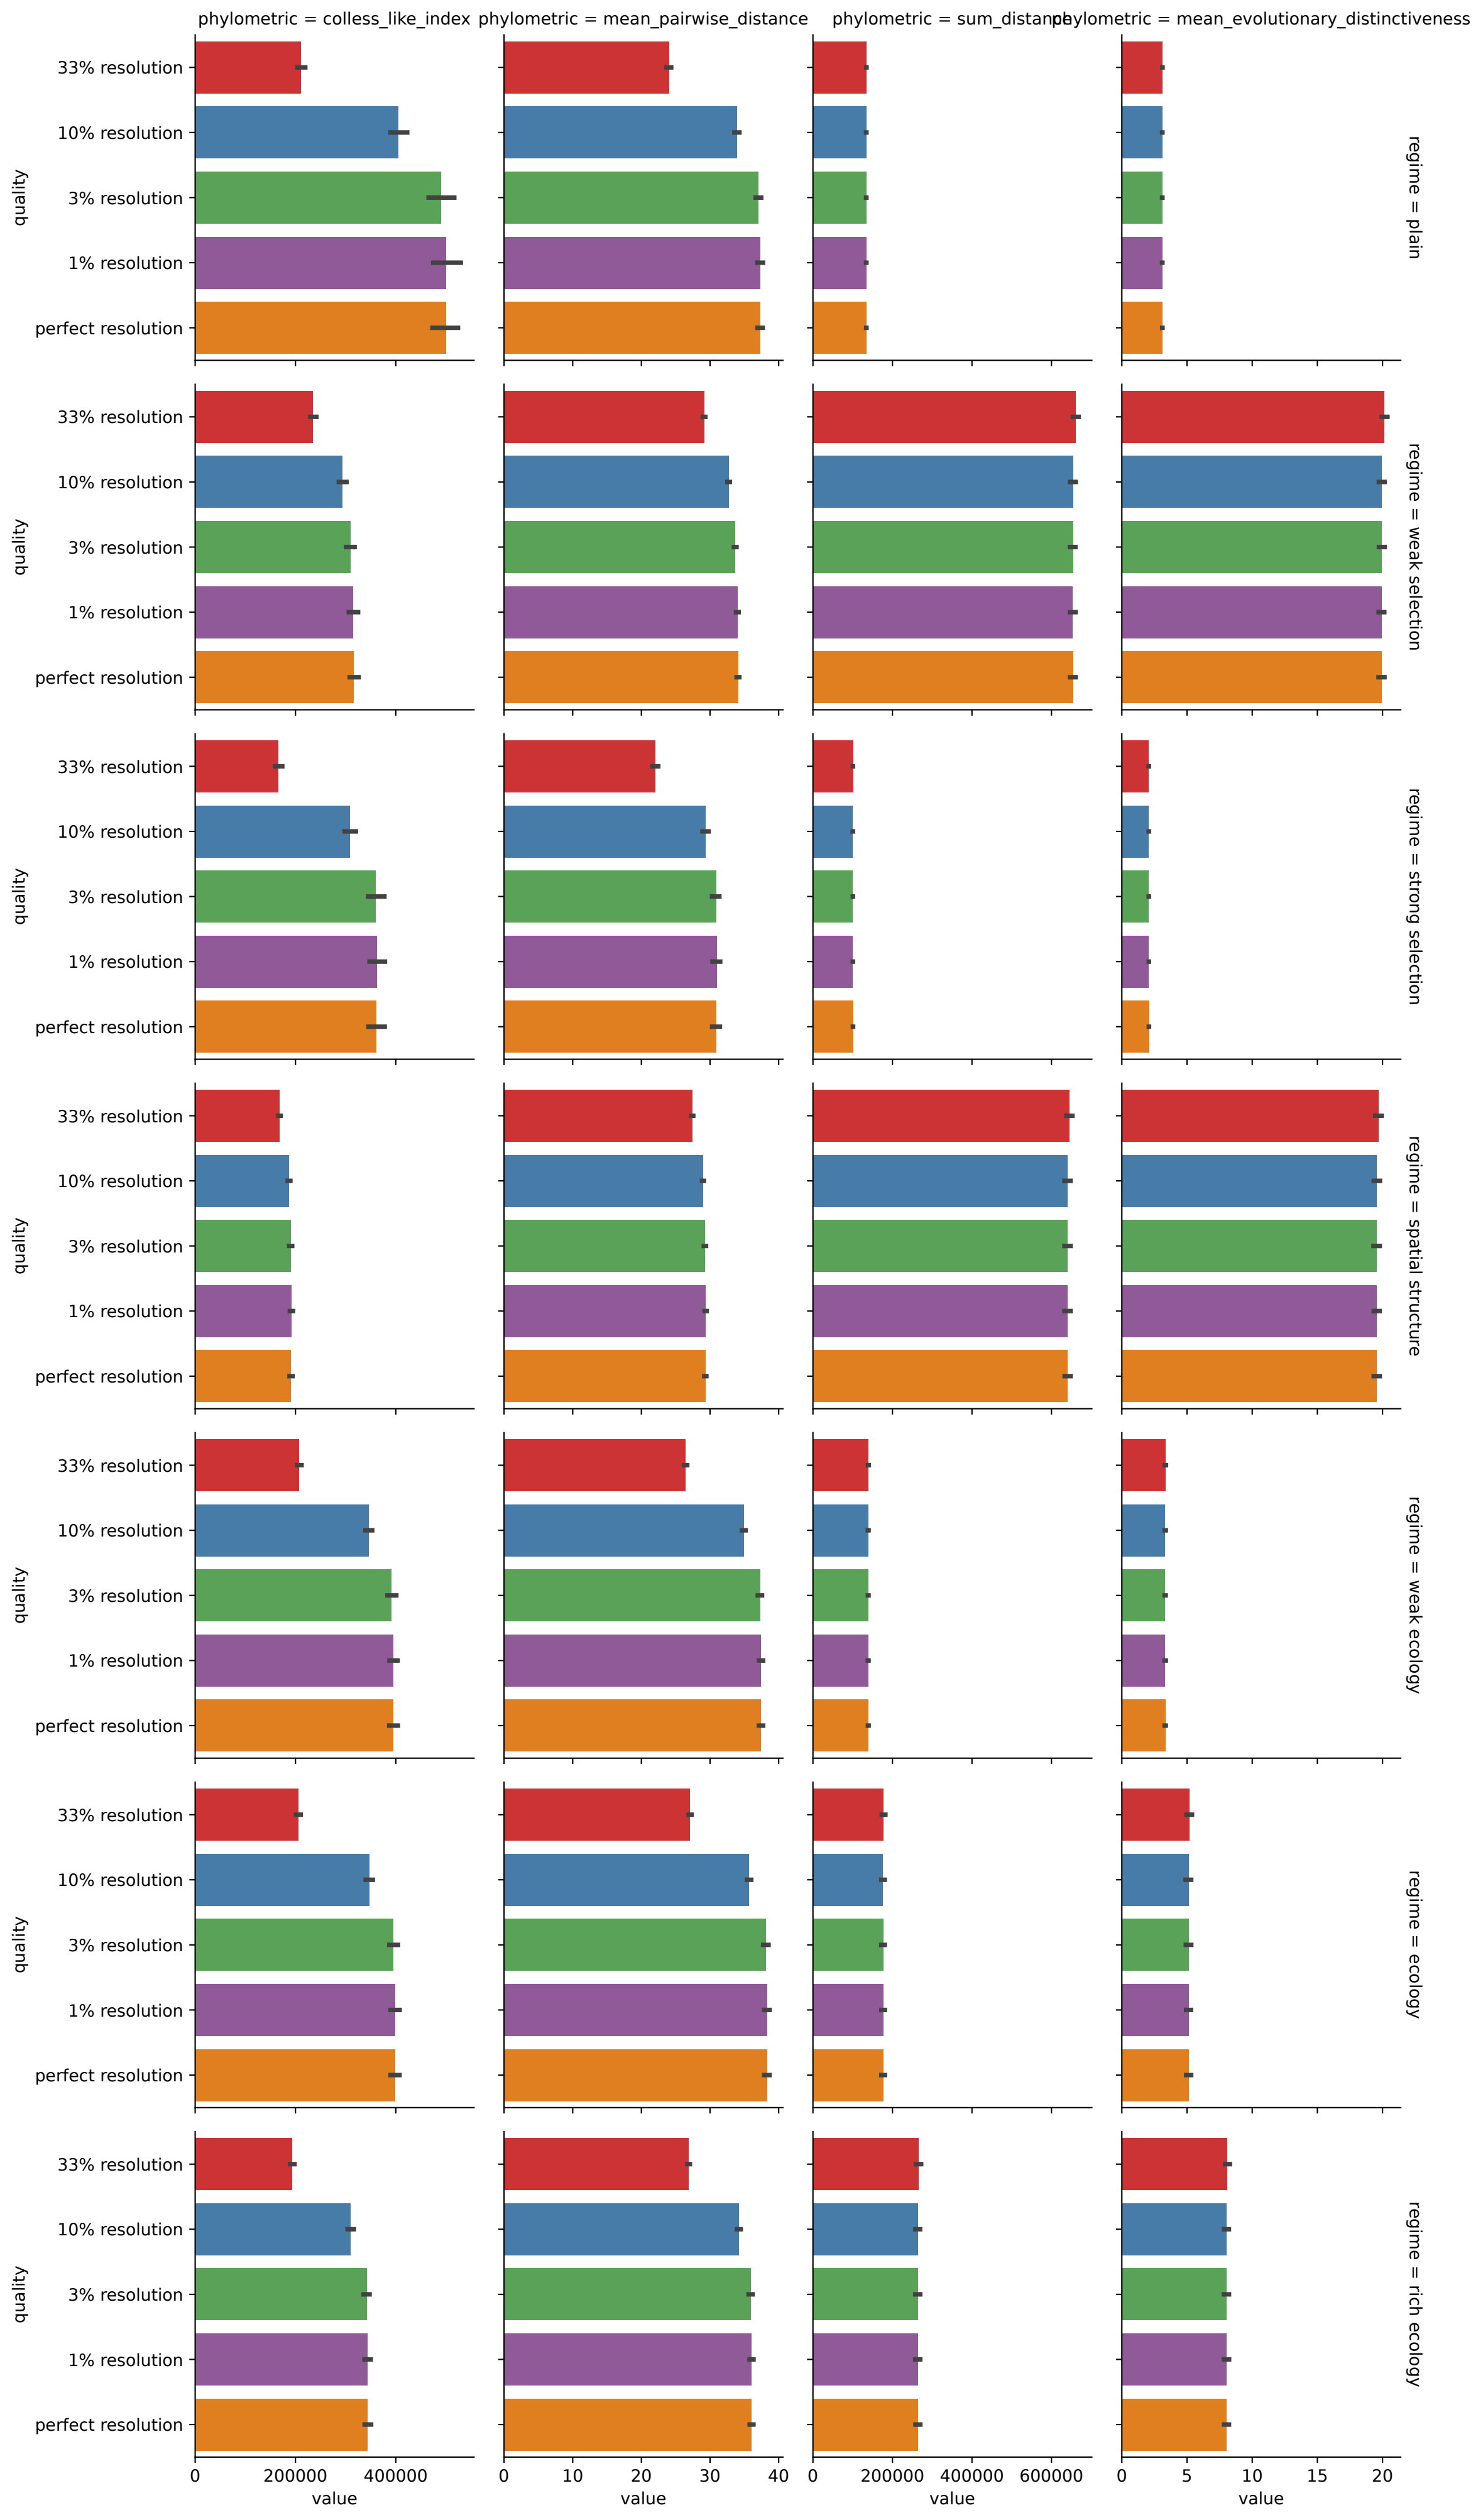 phylometric = colless_like_index
phylometric = mean_pairwise_distance
phylometric = sum_distance
phylometric = mean_evolutionary_distinctiveness
33% resolution
10% resolution
3% resolution
1% resolution
perfect resolution
quality
regime = plain
33% resolution
10% resolution
3% resolution
1% resolution
perfect resolution
quality
regime = weak selection
33% resolution
10% resolution
3% resolution
1% resolution
perfect resolution
quality
regime = strong selection
33% resolution
10% resolution
3% resolution
1% resolution
perfect resolution
quality
regime = spatial structure
33% resolution
10% resolution
3% resolution
1% resolution
perfect resolution
quality
regime = weak ecology
33% resolution
10% resolution
3% resolution
1% resolution
perfect resolution
quality
regime = ecology
33% resolution
10% resolution
3% resolution
1% resolution
perfect resolution
quality
regime = rich ecology
0 200000 400000
0 10 20 30 40
0 200000 400000 600000
0 5 10 15 20
value
value
value
value